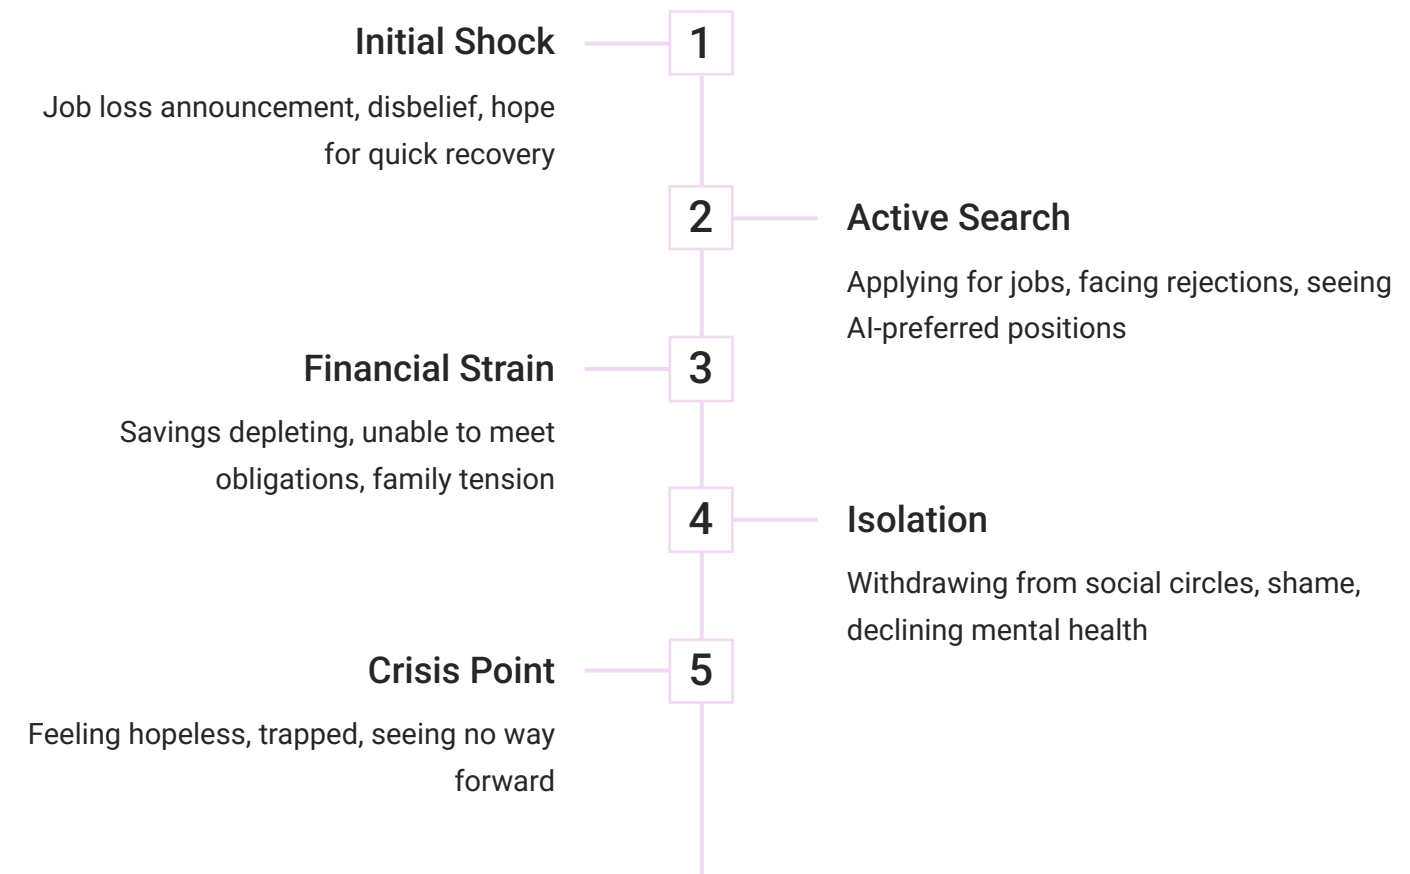 1
Initial Shock
Job loss announcement, disbelief, hope
for quick recovery
2
Active Search
Applying for jobs, facing rejections, seeing
AI-preferred positions
3
Financial Strain
Savings depleting, unable to meet
obligations, family tension
4
Isolation
Withdrawing from social circles, shame,
declining mental health
5
Crisis Point
Feeling hopeless, trapped, seeing no way
forward